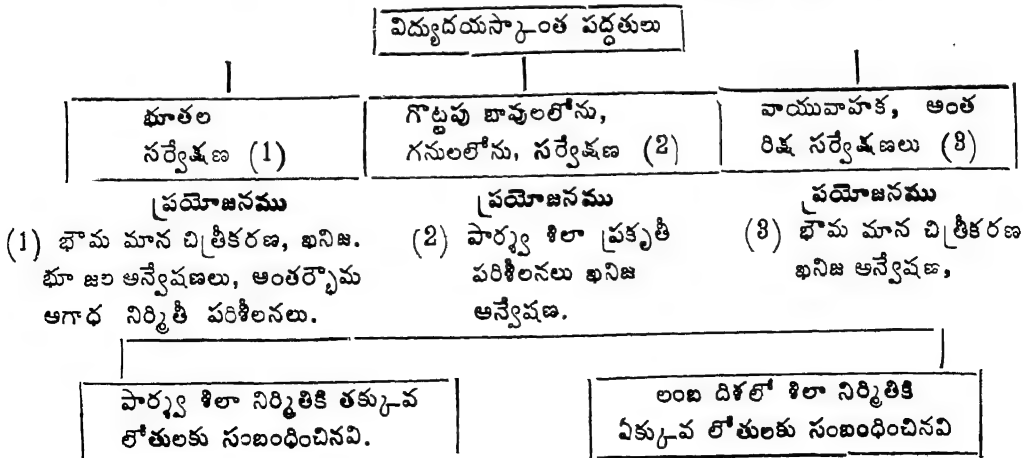 విద్యుదయస్కాంత పద్ధతులు
భూతల
సర్వేక్షణ (1)
గొట్టపు బావులలోను,
గనులలోను, సర్వేక్షణ (2)
వాయువాహక, అంత
రిక్ష సర్వేక్షణలు (3)
ప్రయోజనము
(1) భౌమ మాన చిత్రీకరణ, ఖనిజ.
భూ జల అన్వేషణలు, ఆంతర్భౌమ
ఆగాధ నిర్మితీ పరిశీలనలు.
ప్రయోజనము
(2) పార్శ్వ శిలా ప్రకృతీ
పరిశీలనలు ఖనిజ
అన్వేషణ.
ప్రయోజనము
(3) భౌమ మాన చిత్రీకరణ
ఖనిజ అన్వేషణ,
పార్శ్వ శిలా నిర్మితికి తక్కువ
లోతులకు సంబంధించినవి.
లంబ దిశలో శిలా నిర్మితికి
ఏక్కువ లోతులకు సంబంధించినవి